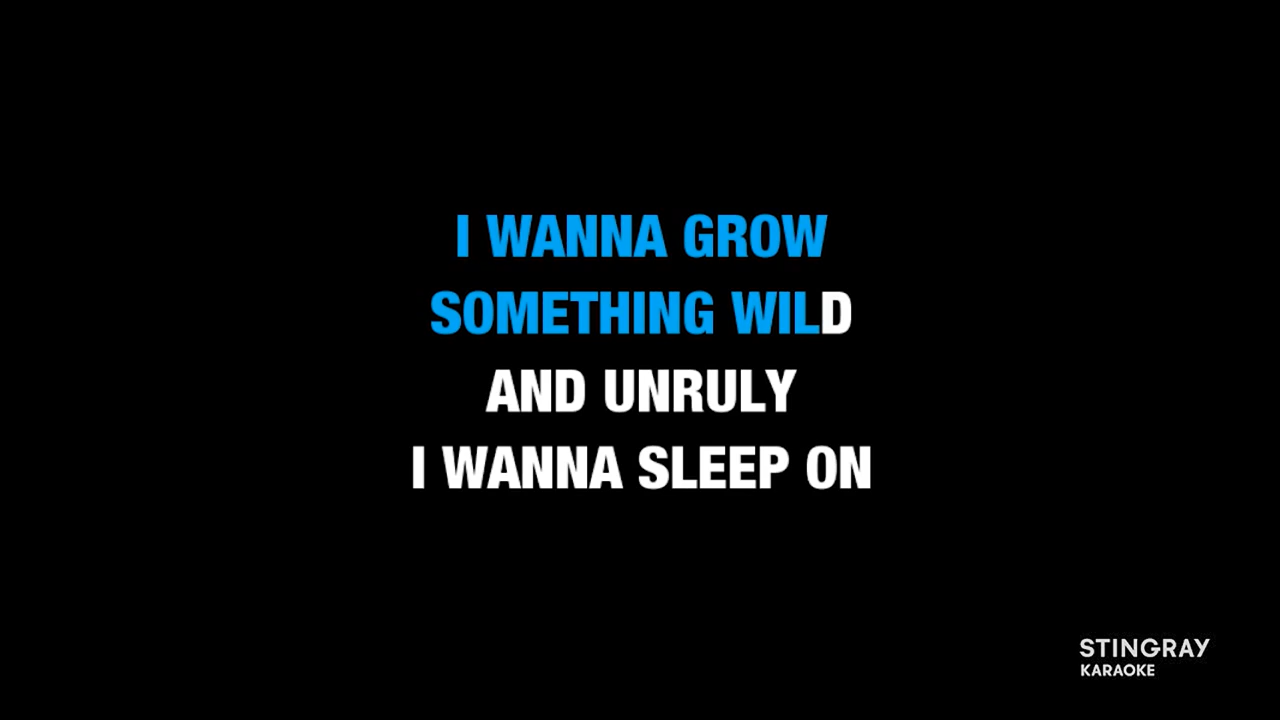 I WANNA GROW
SOMETHING WILD
AND UNRULY
I WANNA SLEEP ON
STINGRAY
KARAOKE